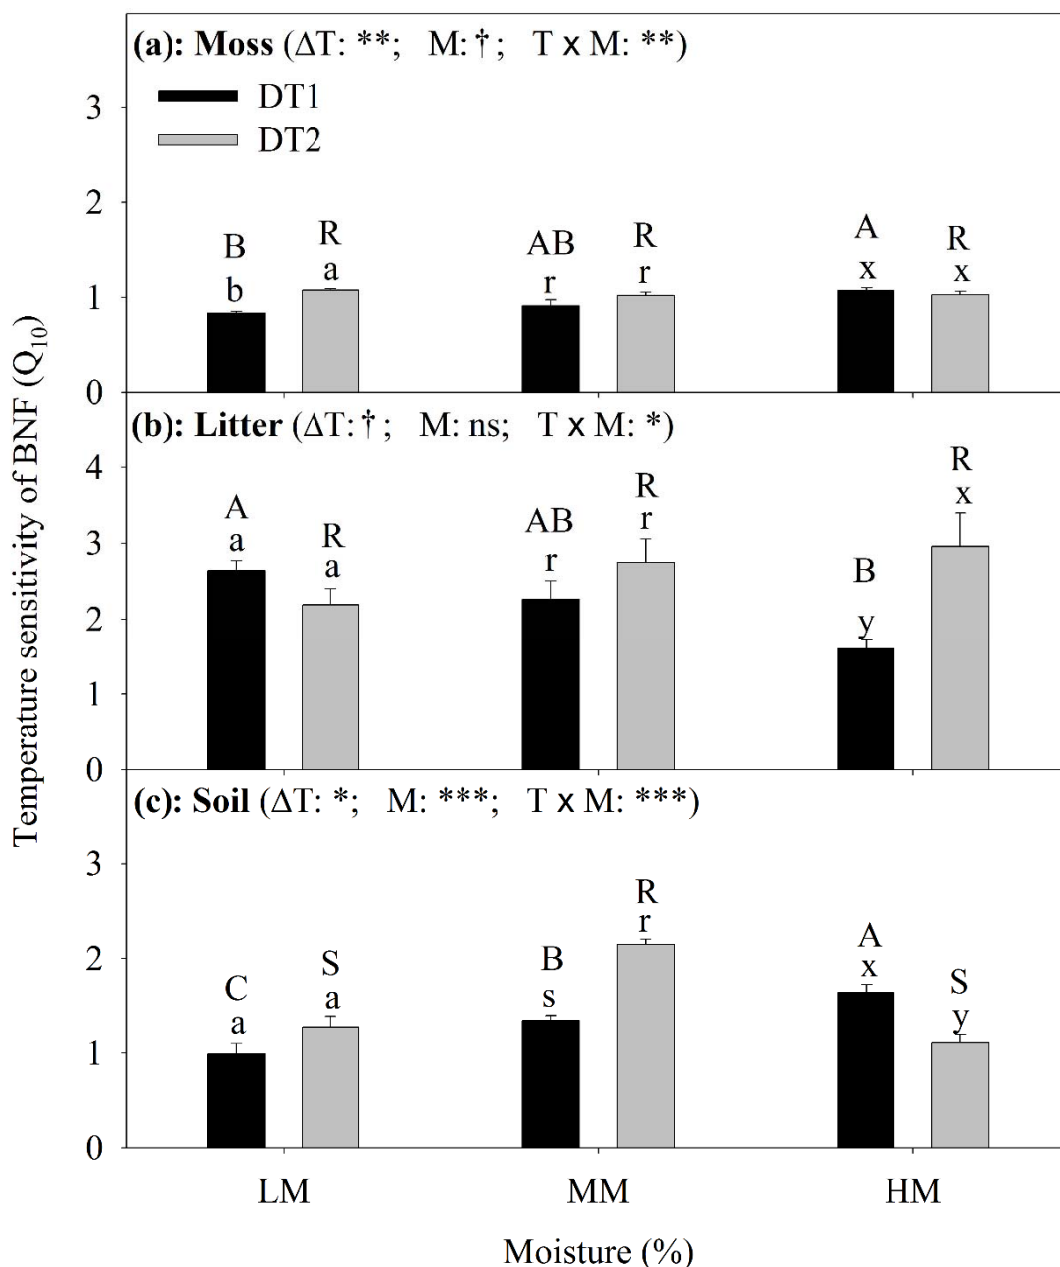 (a): Moss (ΔT: **; M: †; T x M: **)
DT1
DT2
3
2
1
0
B
b
R
a
AB
r
R
r
A
x
R
x
(b): Litter (ΔT: †; M: ns; T x M: *)
4
3
2
1
0
A
a
R
a
AB
r
R
r
B
y
R
x
(c): Soil (ΔT: *; M: ***; T x M: ***)
3
2
1
0
C
a
S
a
B
s
R
r
A
x
S
y
LM MM HM
Moisture (%)
Temperature sensitivity of BNF (Q₁₀)